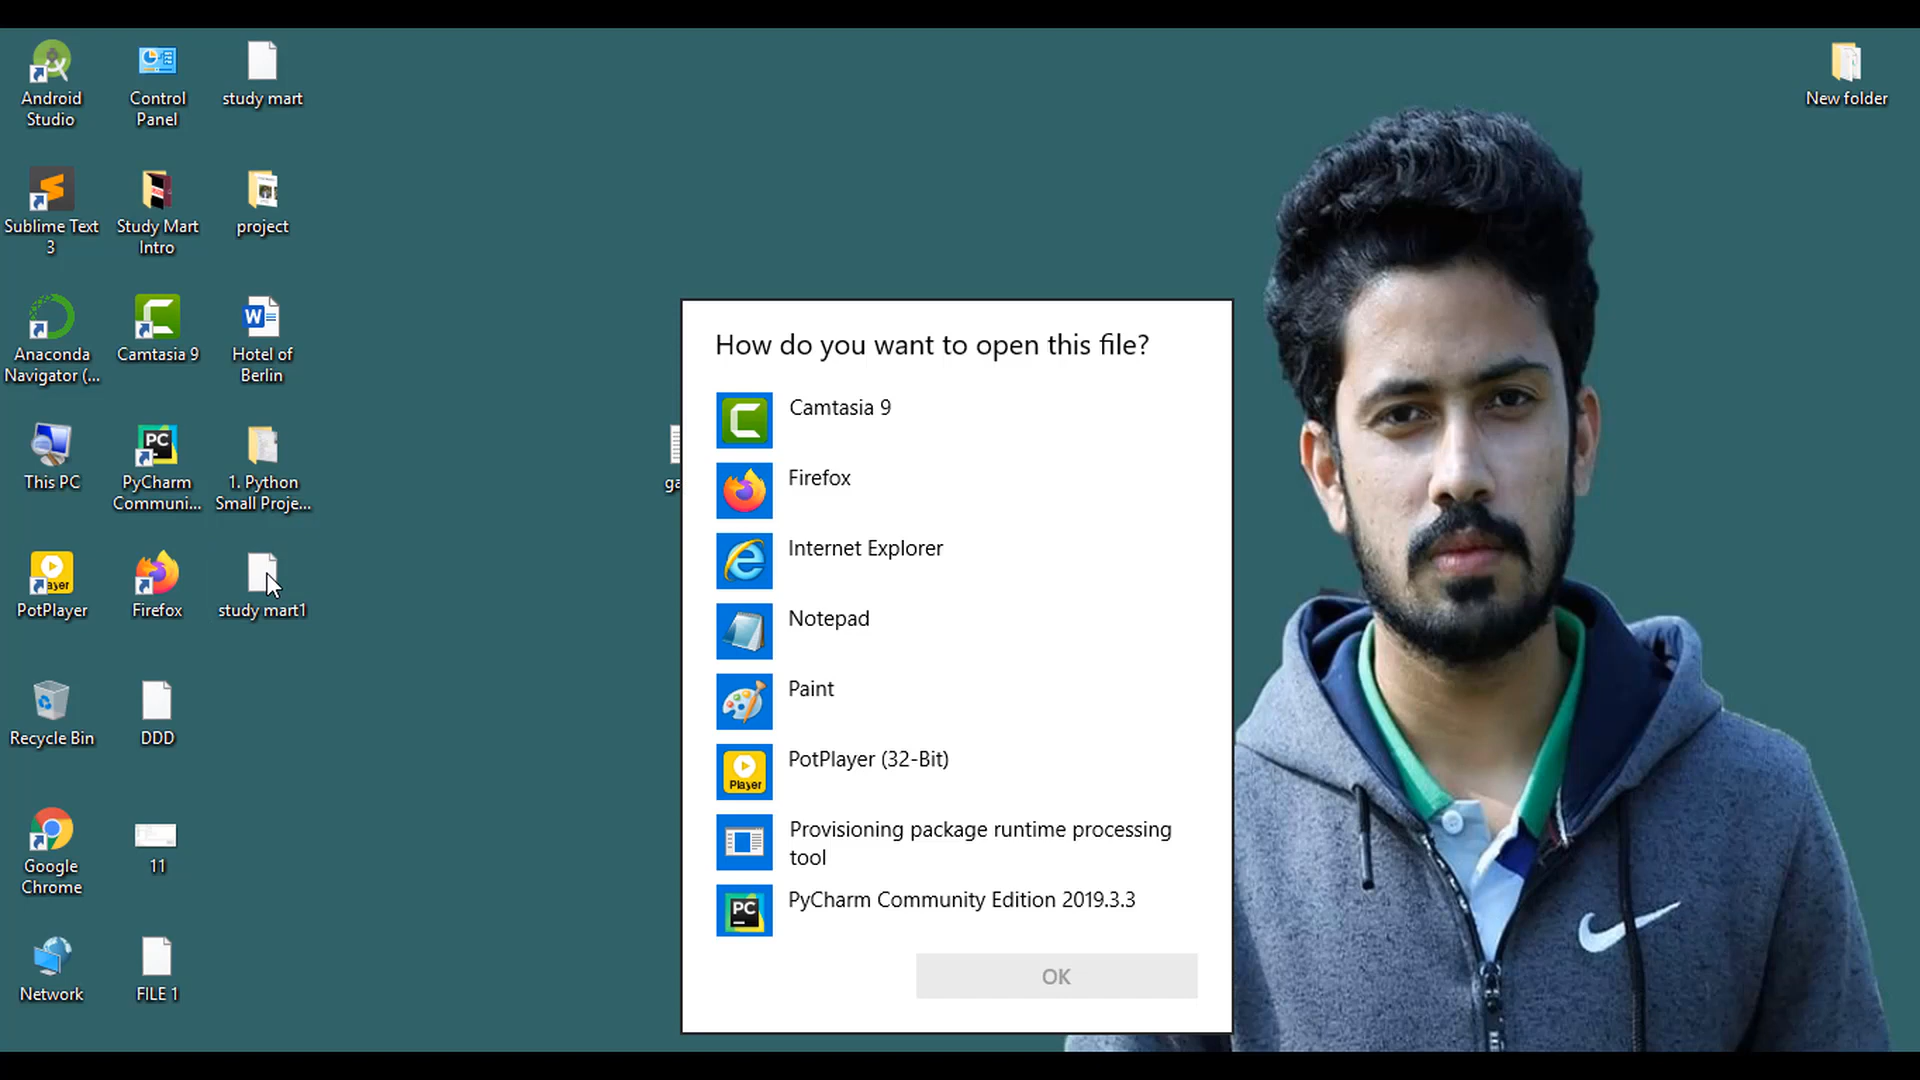 Android
Studio
Control
Panel
study mart
New folder
Sublime Text
3
Study Mart
Intro
project
Anaconda
Navigator (...
Camtasia 9
Hotel of
Berlin
This PC
PyCharm
Communi...
1. Python
Small Proje...
ga
PotPlayer
Firefox
study mart1
Recycle Bin
DDD
Google
Chrome
11
Network
FILE 1
How do you want to open this file?
Camtasia 9
Firefox
Internet Explorer
Notepad
Paint
PotPlayer (32-Bit)
Player
Provisioning package runtime processing
tool
PC
PyCharm Community Edition 2019.3.3
OK